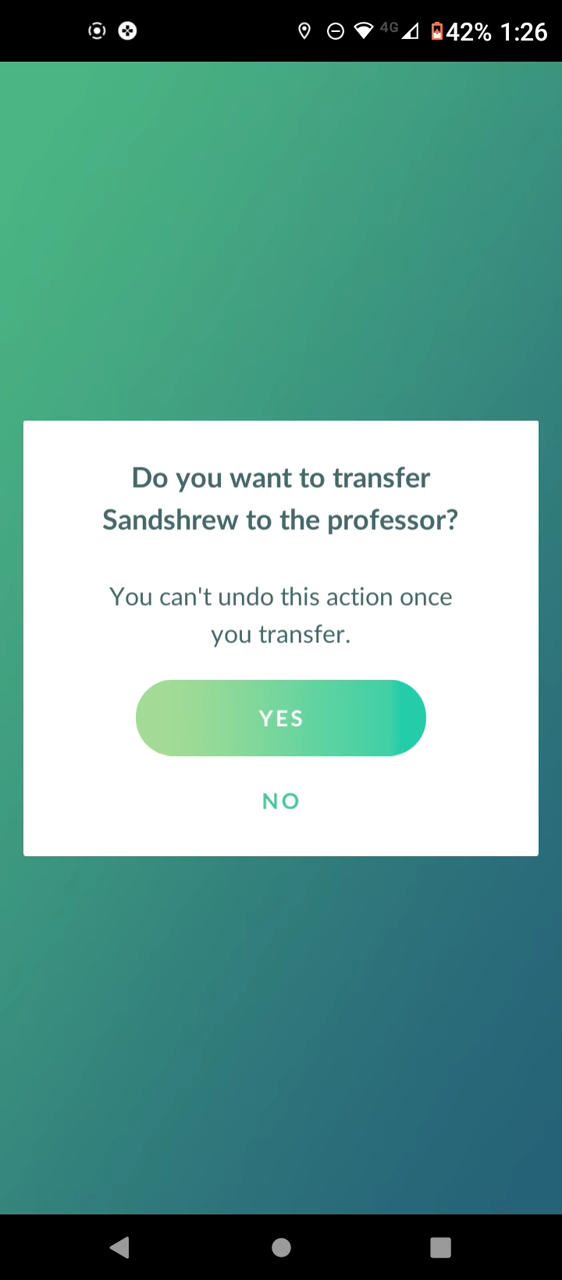 4G 42% 1:26
Do you want to transfer
Sandshrew to the professor?
You can't undo this action once
you transfer.
YES
NO